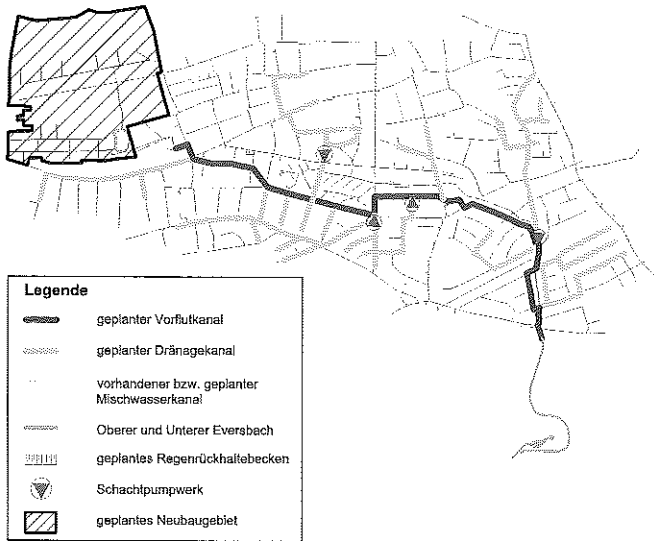 Legende
geplanter Vorflutkanal
geplanter Dränagekanal
vorhandener bzw. geplanter
Mischwasserkanal
Oberer und Unterer Eversbach
geplantes Regenrückhaltebecken
Schachtpumpwerk
geplantes Neubaugebiet